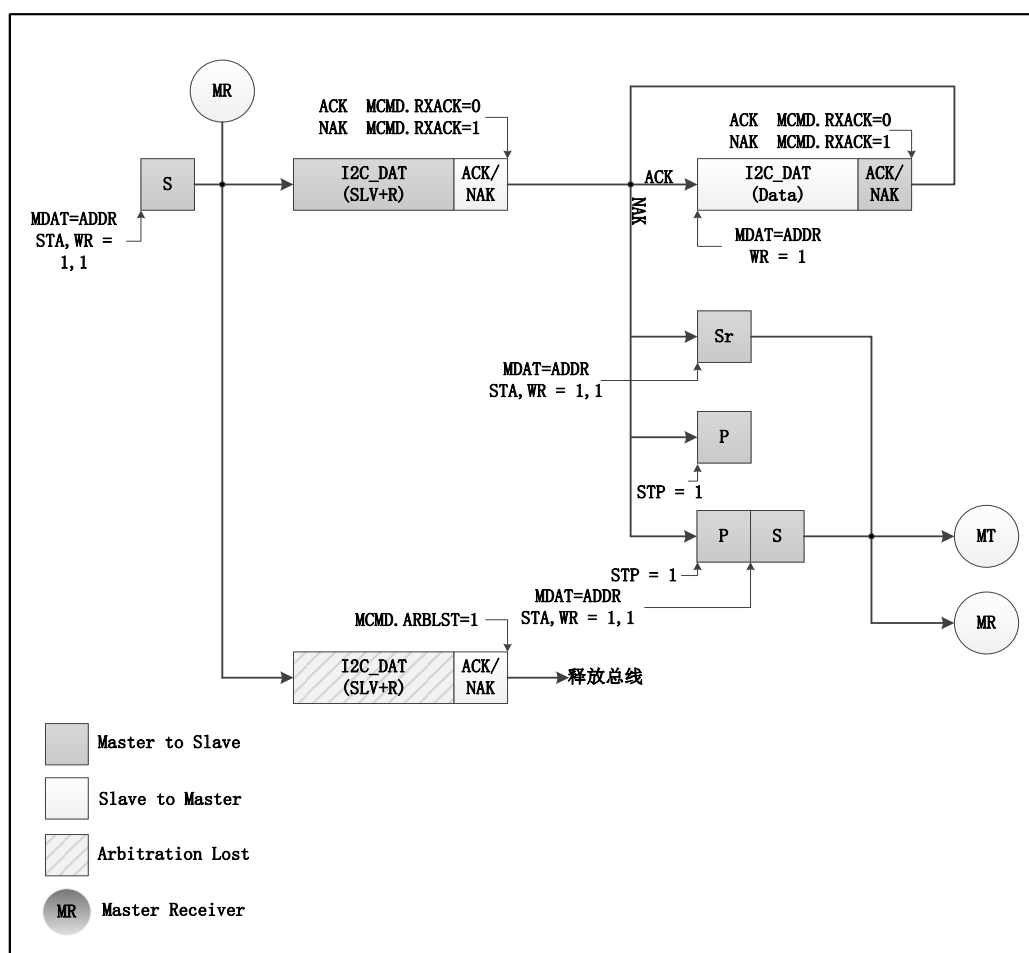 MR
ACK MCMD.RXACK=0
NAK MCMD.RXACK=1
S
I2C_DAT
(SLV+R)
ACK/
NAK
MDAT=ADDR
STA,WR =
1,1
ACK
NAK
ACK MCMD.RXACK=0
NAK MCMD.RXACK=1
I2C_DAT
(Data)
ACK/
NAK
MDAT=ADDR
WR = 1
Sr
MDAT=ADDR
STA,WR = 1,1
P
STP = 1
P
S
STP = 1
MDAT=ADDR
STA,WR = 1,1
MT
MR
MCMD.ARBLST=1
I2C_DAT
(SLV+R)
ACK/
NAK
释放总线
Master to Slave
Slave to Master
Arbitration Lost
MR
Master Receiver